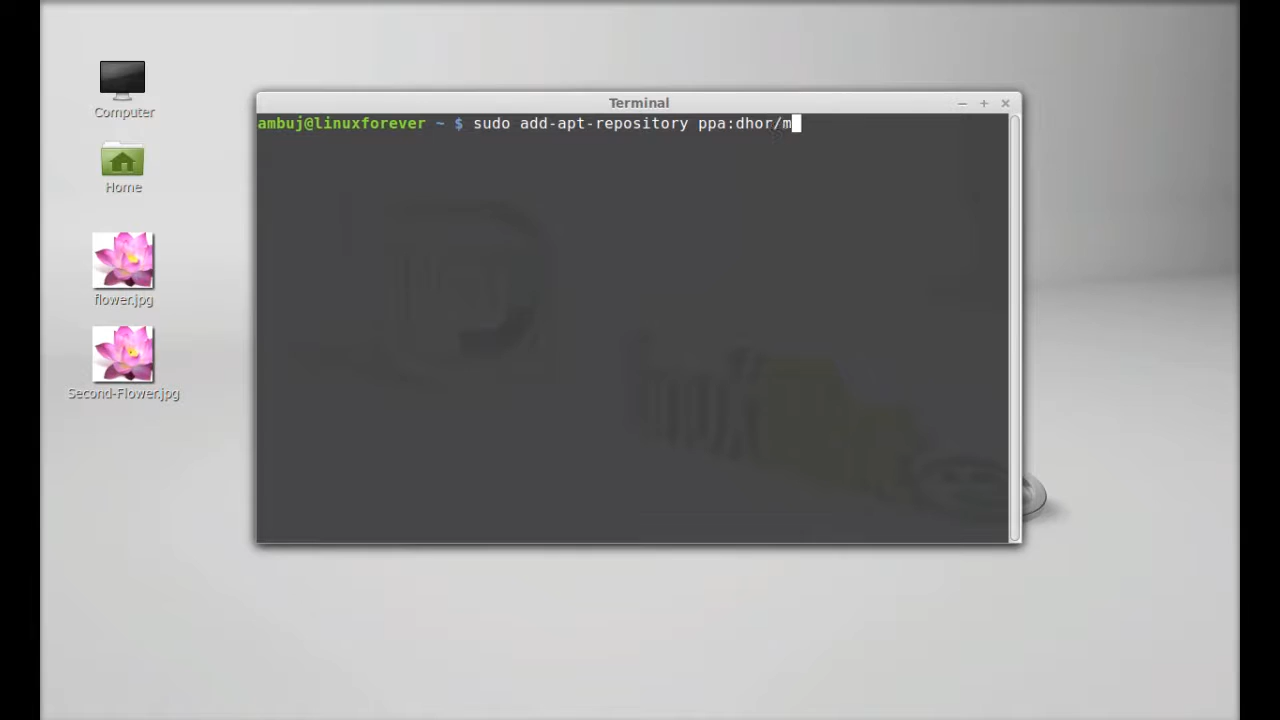 Terminal
ambuj@linuxforever ~ $ sudo add-apt-repository ppa:dhor/m
Computer
Home
flower.jpg
Second-Flower.jpg